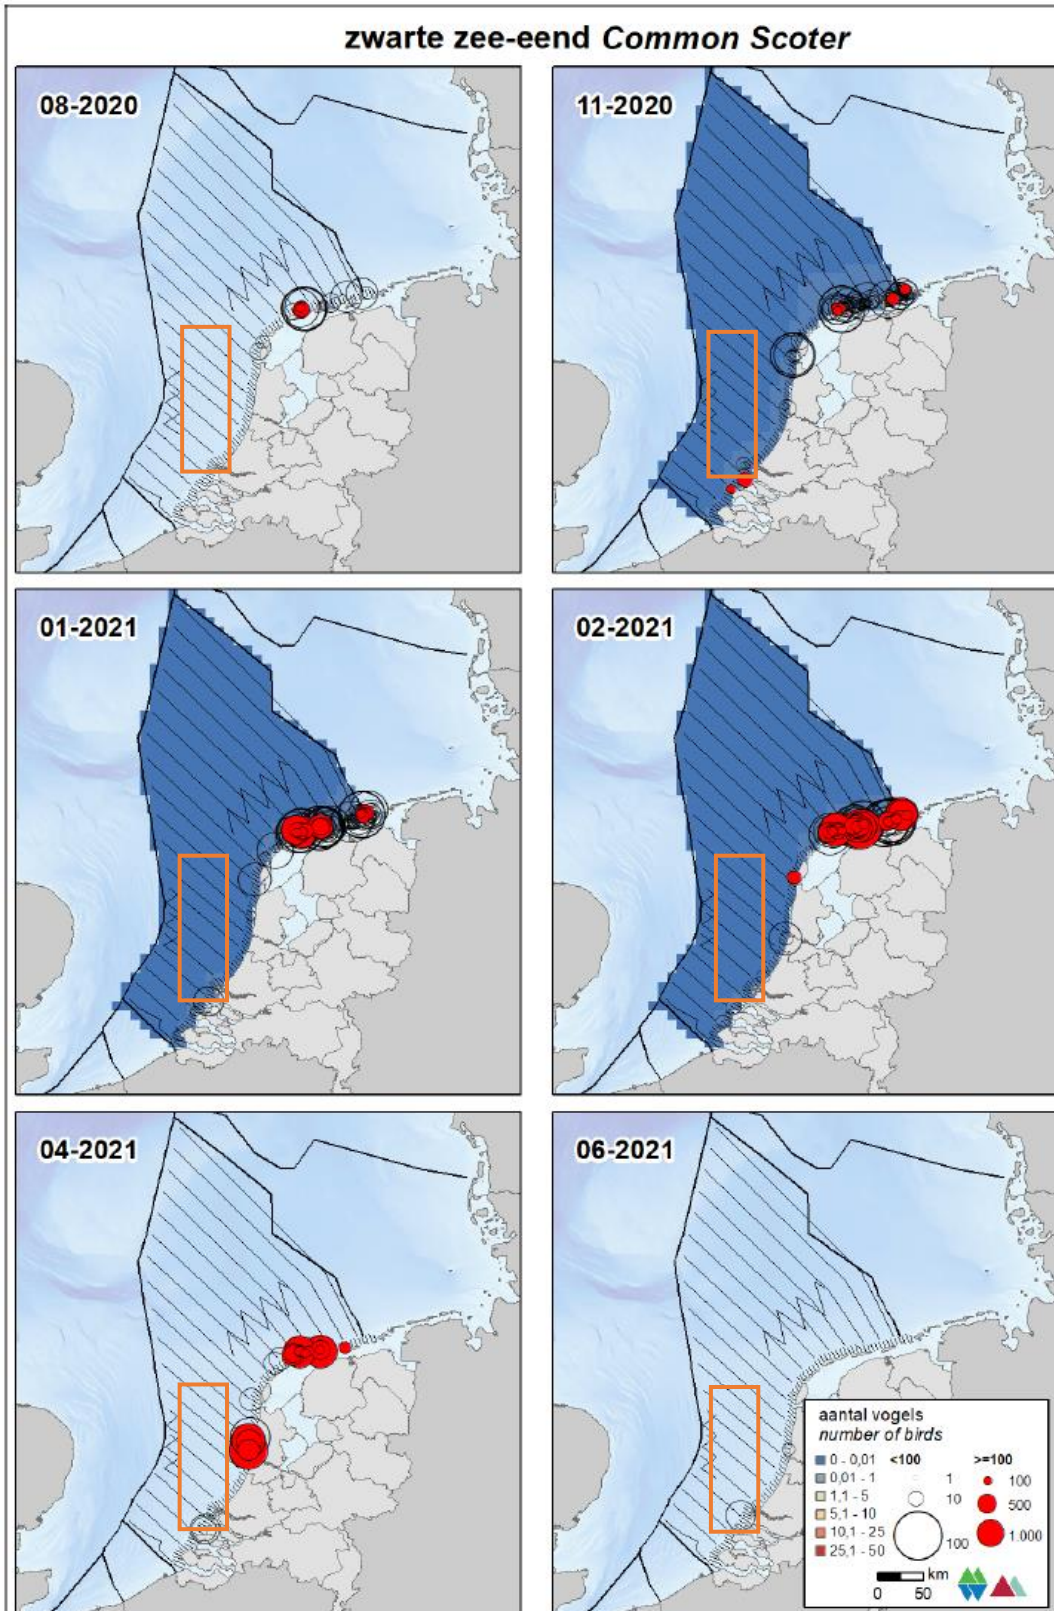 zwarte zee-eend Common Scoter
08-2020
11-2020
01-2021
02-2021
04-2021
06-2021
aantal vogels
number of birds
0 - 0,01 <100 >=100
0,01 - 1 1 100
1,1 - 5 10 500
5,1 - 10
10,1 - 25 100 1.000
25,1 - 50
km
0 50